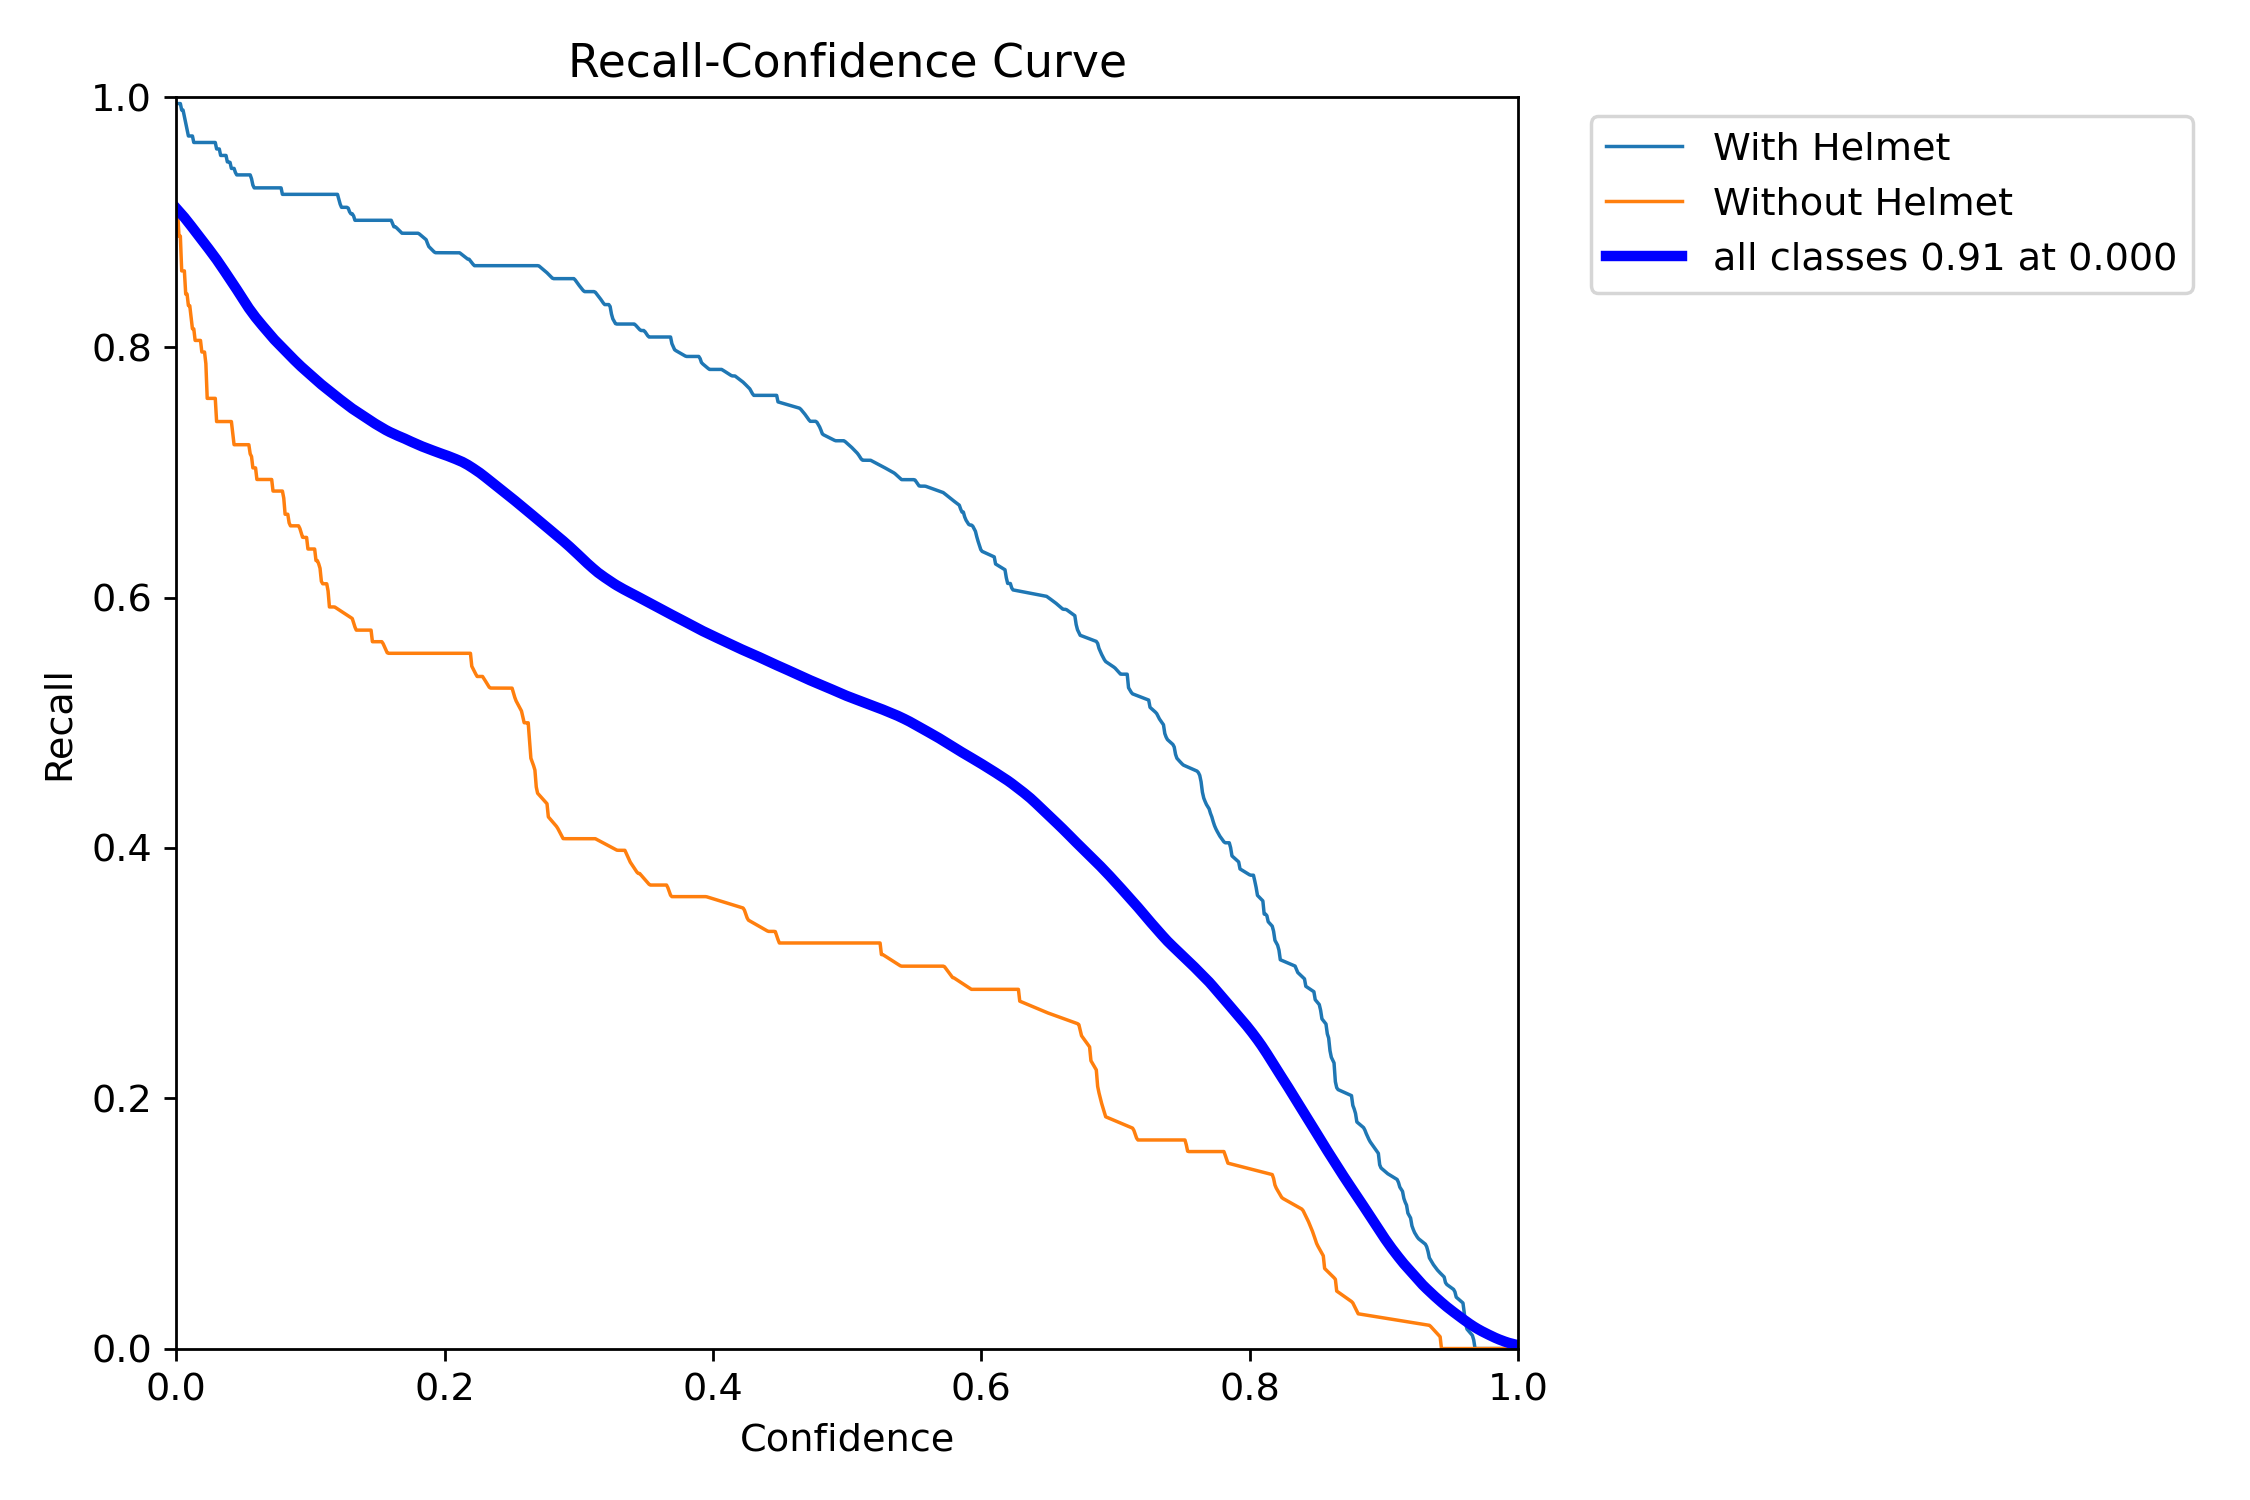 Recall-Confidence Curve
With Helmet
Without Helmet
all classes 0.91 at 0.000
1.0
0.8
0.6
0.4
0.2
0.0
Recall
0.0 0.2 0.4 0.6 0.8 1.0
Confidence